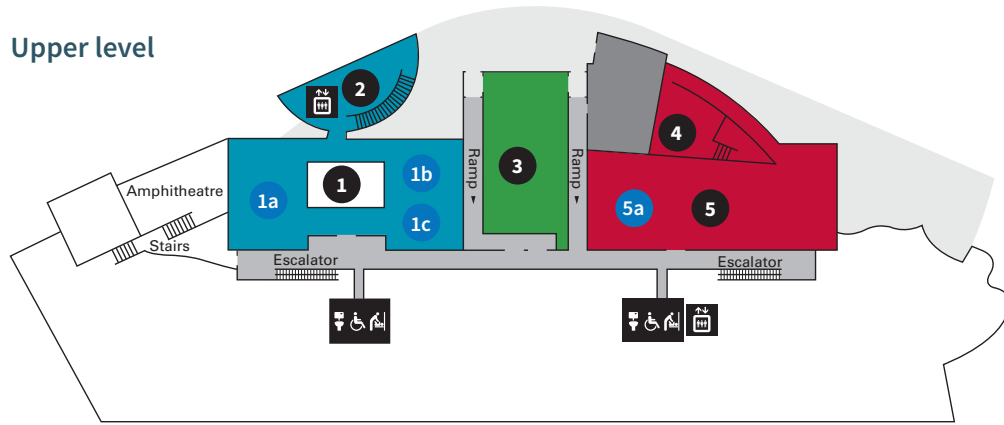 Upper level
2
4
3
Ramp
Ramp
1
1b
Amphitheatre
1a
5a
5
1c
Stairs
Escalator
Escalator